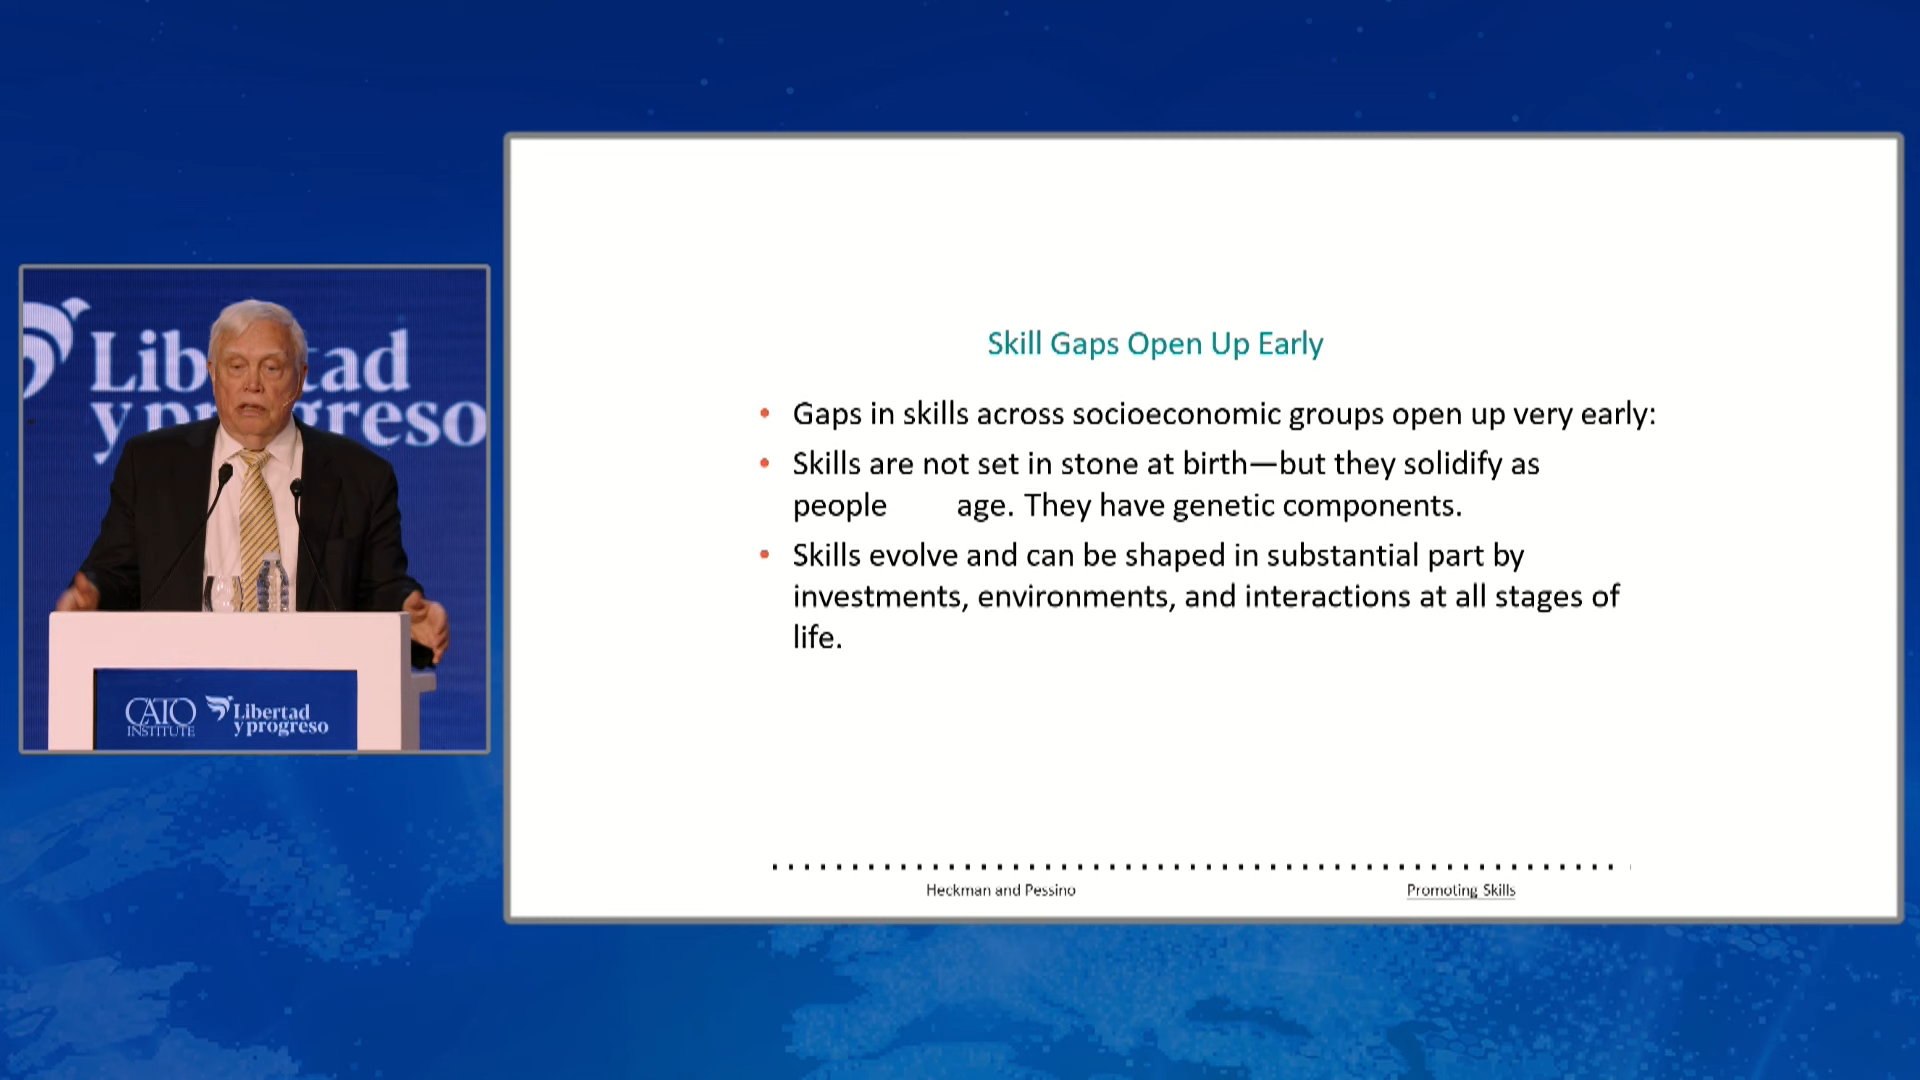 Libertad
y progreso
CATO
INSTITUTE
Libertad
y progreso
Skill Gaps Open Up Early
• Gaps in skills across socioeconomic groups open up very early:
• Skills are not set in stone at birth—but they solidify as
people age. They have genetic components.
• Skills evolve and can be shaped in substantial part by
investments, environments, and interactions at all stages of
life.
Heckman and Pessino
Promoting Skills